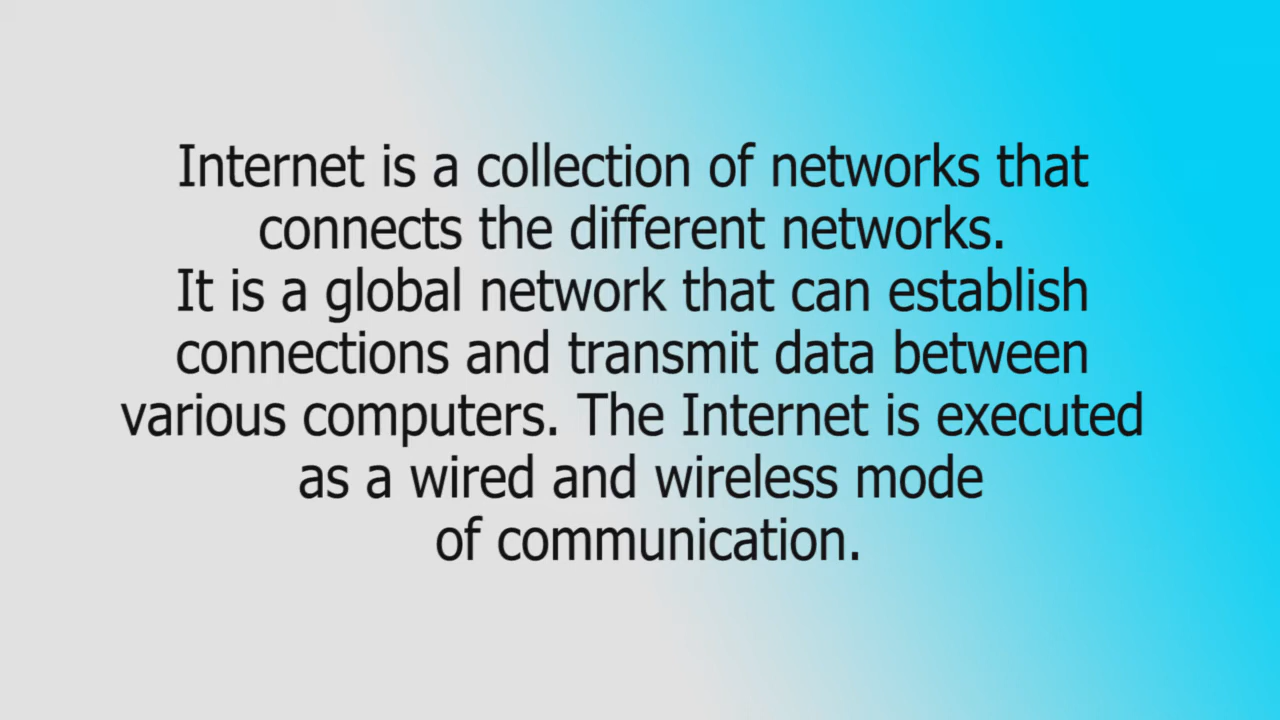 Internet is a collection of networks that
connects the different networks.
It is a global network that can establish
connections and transmit data between
various computers. The Internet is executed
as a wired and wireless mode
of communication.